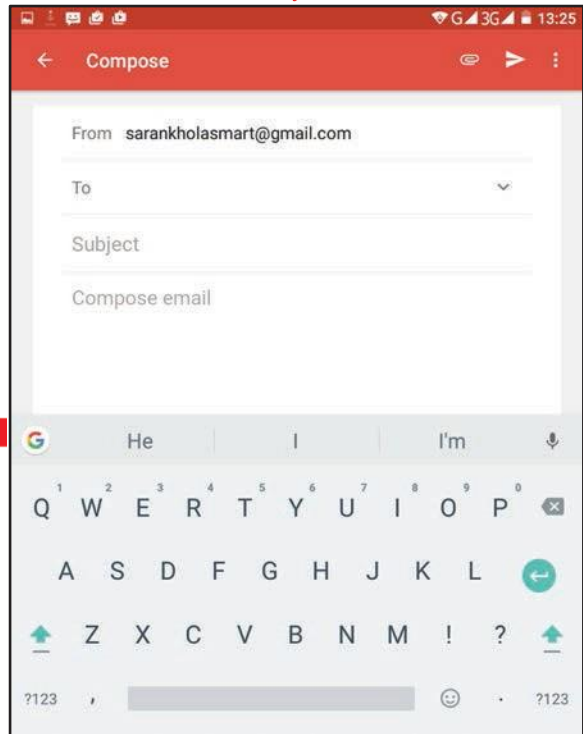 G 3G 13:25
Compose
From sarankholasmart@gmail.com
To
Subject
Compose email
G He I I'm
1 2 3 4 5 6 7 8 9 0
Q W E R T Y U I O P
A S D F G H J K L
Z X C V B N M ! ?
?123 , . ?123